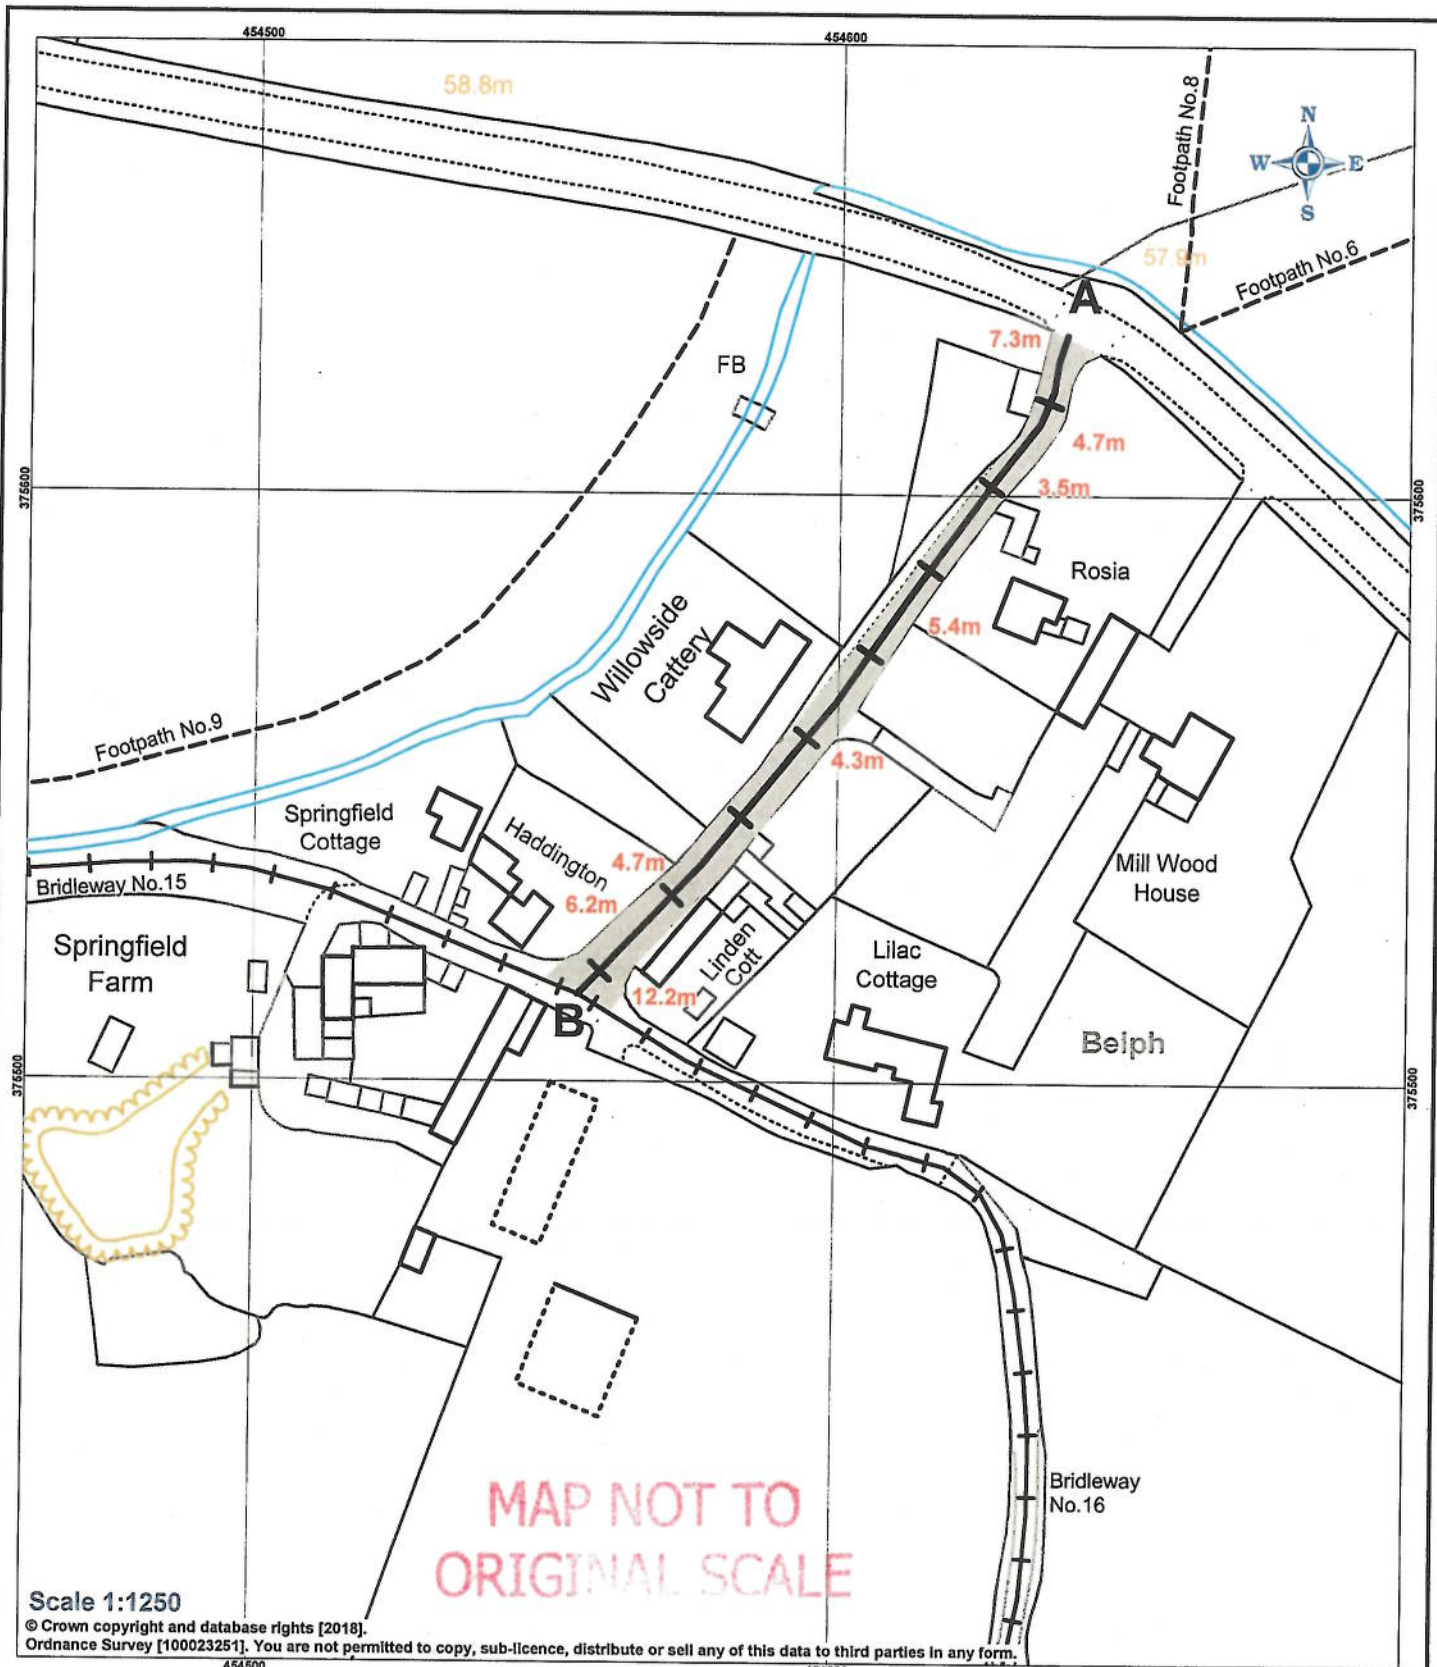 454500
454600
58.8m
Footpath No.8
N
W
E
S
57.9m
Footpath No.6
A
7.3m
FB
4.7m
375600
3.5m
375600
Rosia
5.4m
Willowside
Cattery
Footpath No.9
4.3m
Springfield
Cottage
Haddington
4.7m
Mill Wood
House
Bridleway No.15
6.2m
Springfield
Farm
Linden
Cott
Lilac
Cottage
12.2m
B
Belph
375500
375500
MAP NOT TO
ORIGINAL SCALE
Bridleway
No.16
Scale 1:1250
© Crown copyright and database rights [2018].
Ordnance Survey [100023251]. You are not permitted to copy, sub-licence, distribute or sell any of this data to third parties in any form.
454500